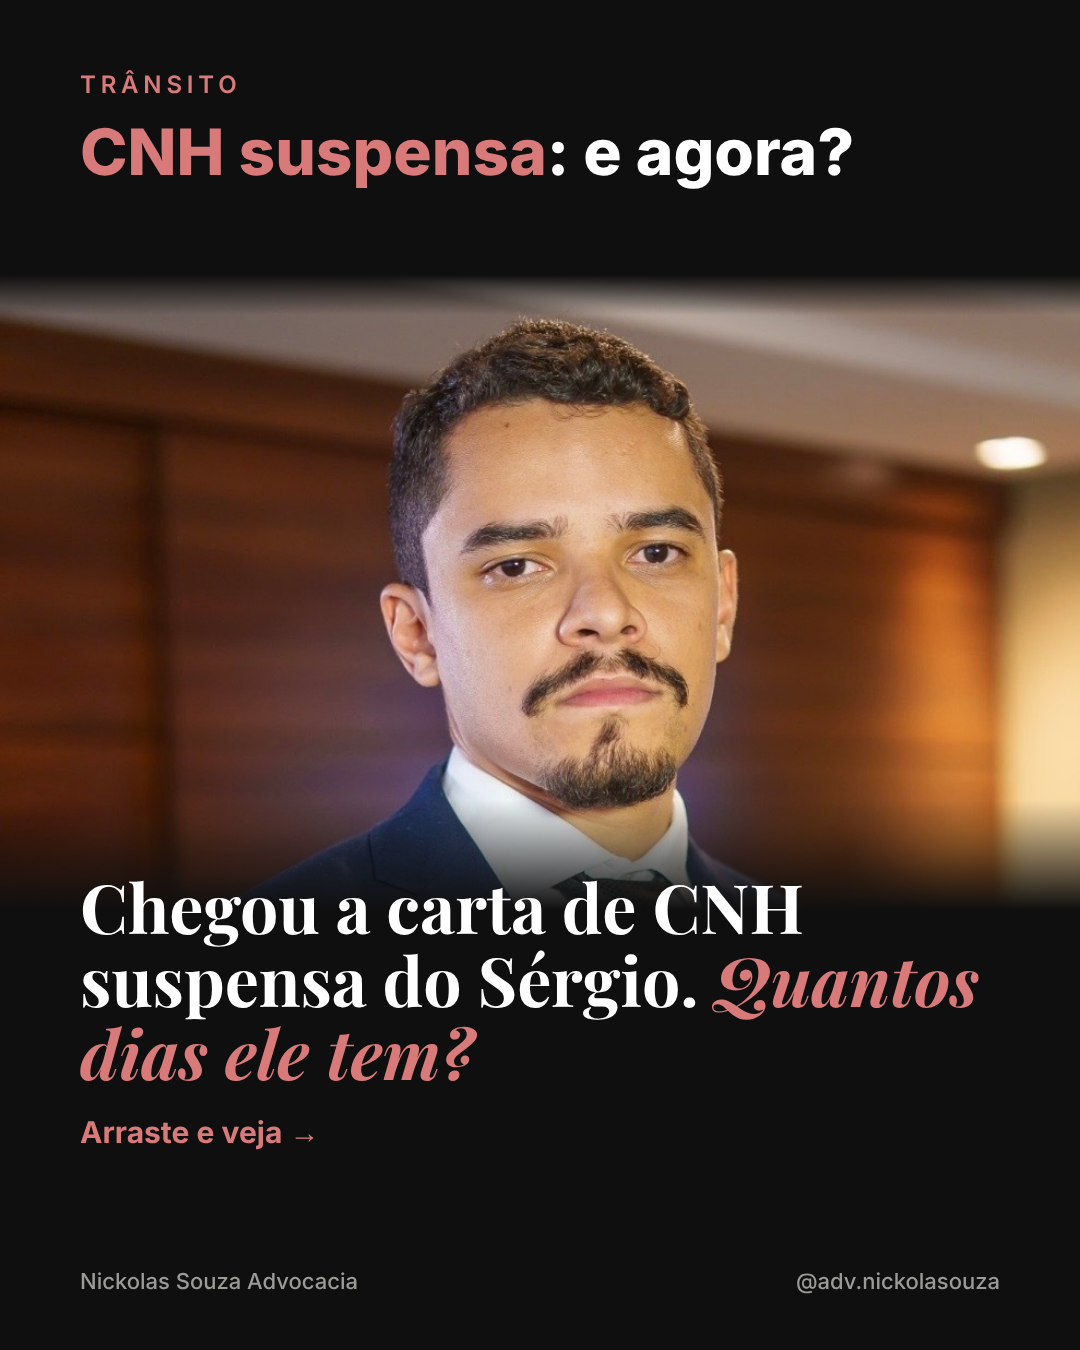 TRÂNSITO
CNH suspensa: e agora?
Chegou a carta de CNH
suspensa do Sérgio. Quantos
dias ele tem?
Arraste e veja →
Nickolas Souza Advocacia
@adv.nickolasouza